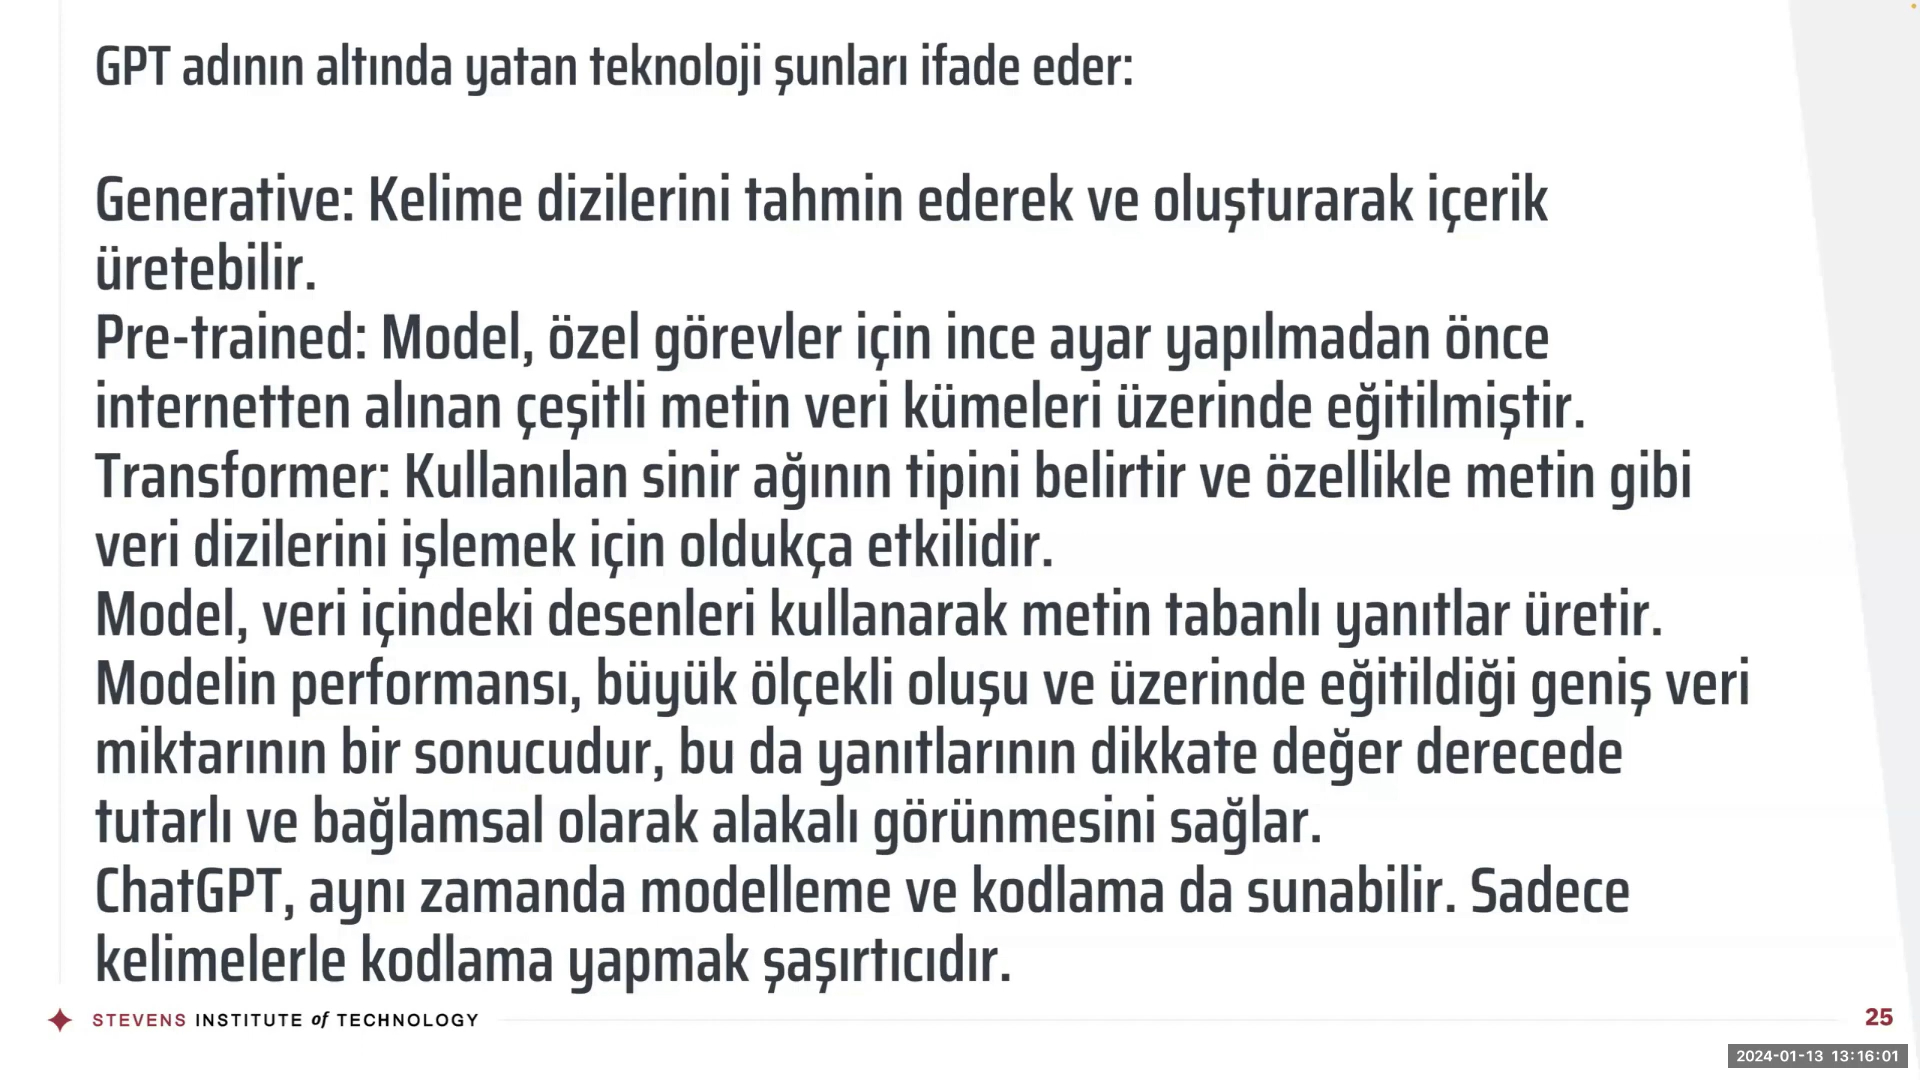 GPT adının altında yatan teknoloji şunları ifade eder:
Generative: Kelime dizilerini tahmin ederek ve oluşturarak içerik
üretebilir.
Pre-trained: Model, özel görevler için ince ayar yapılmadan önce
internetten alınan çeşitli metin veri kümeleri üzerinde eğitilmiştir.
Transformer: Kullanılan sinir ağının tipini belirtir ve özellikle metin gibi
veri dizilerini işlemek için oldukça etkilidir.
Model, veri içindeki desenleri kullanarak metin tabanlı yanıtlar üretir.
Modelin performansı, büyük ölçekli oluşu ve üzerinde eğitildiği geniş veri
miktarının bir sonucudur, bu da yanıtlarının dikkate değer derecede
tutarlı ve bağlamsal olarak alakalı görünmesini sağlar.
ChatGPT, aynı zamanda modelleme ve kodlama da sunabilir. Sadece
kelimelerle kodlama yapmak şaşırtıcıdır.
STEVENS INSTITUTE of TECHNOLOGY
25
2024-01-13 13:16:01